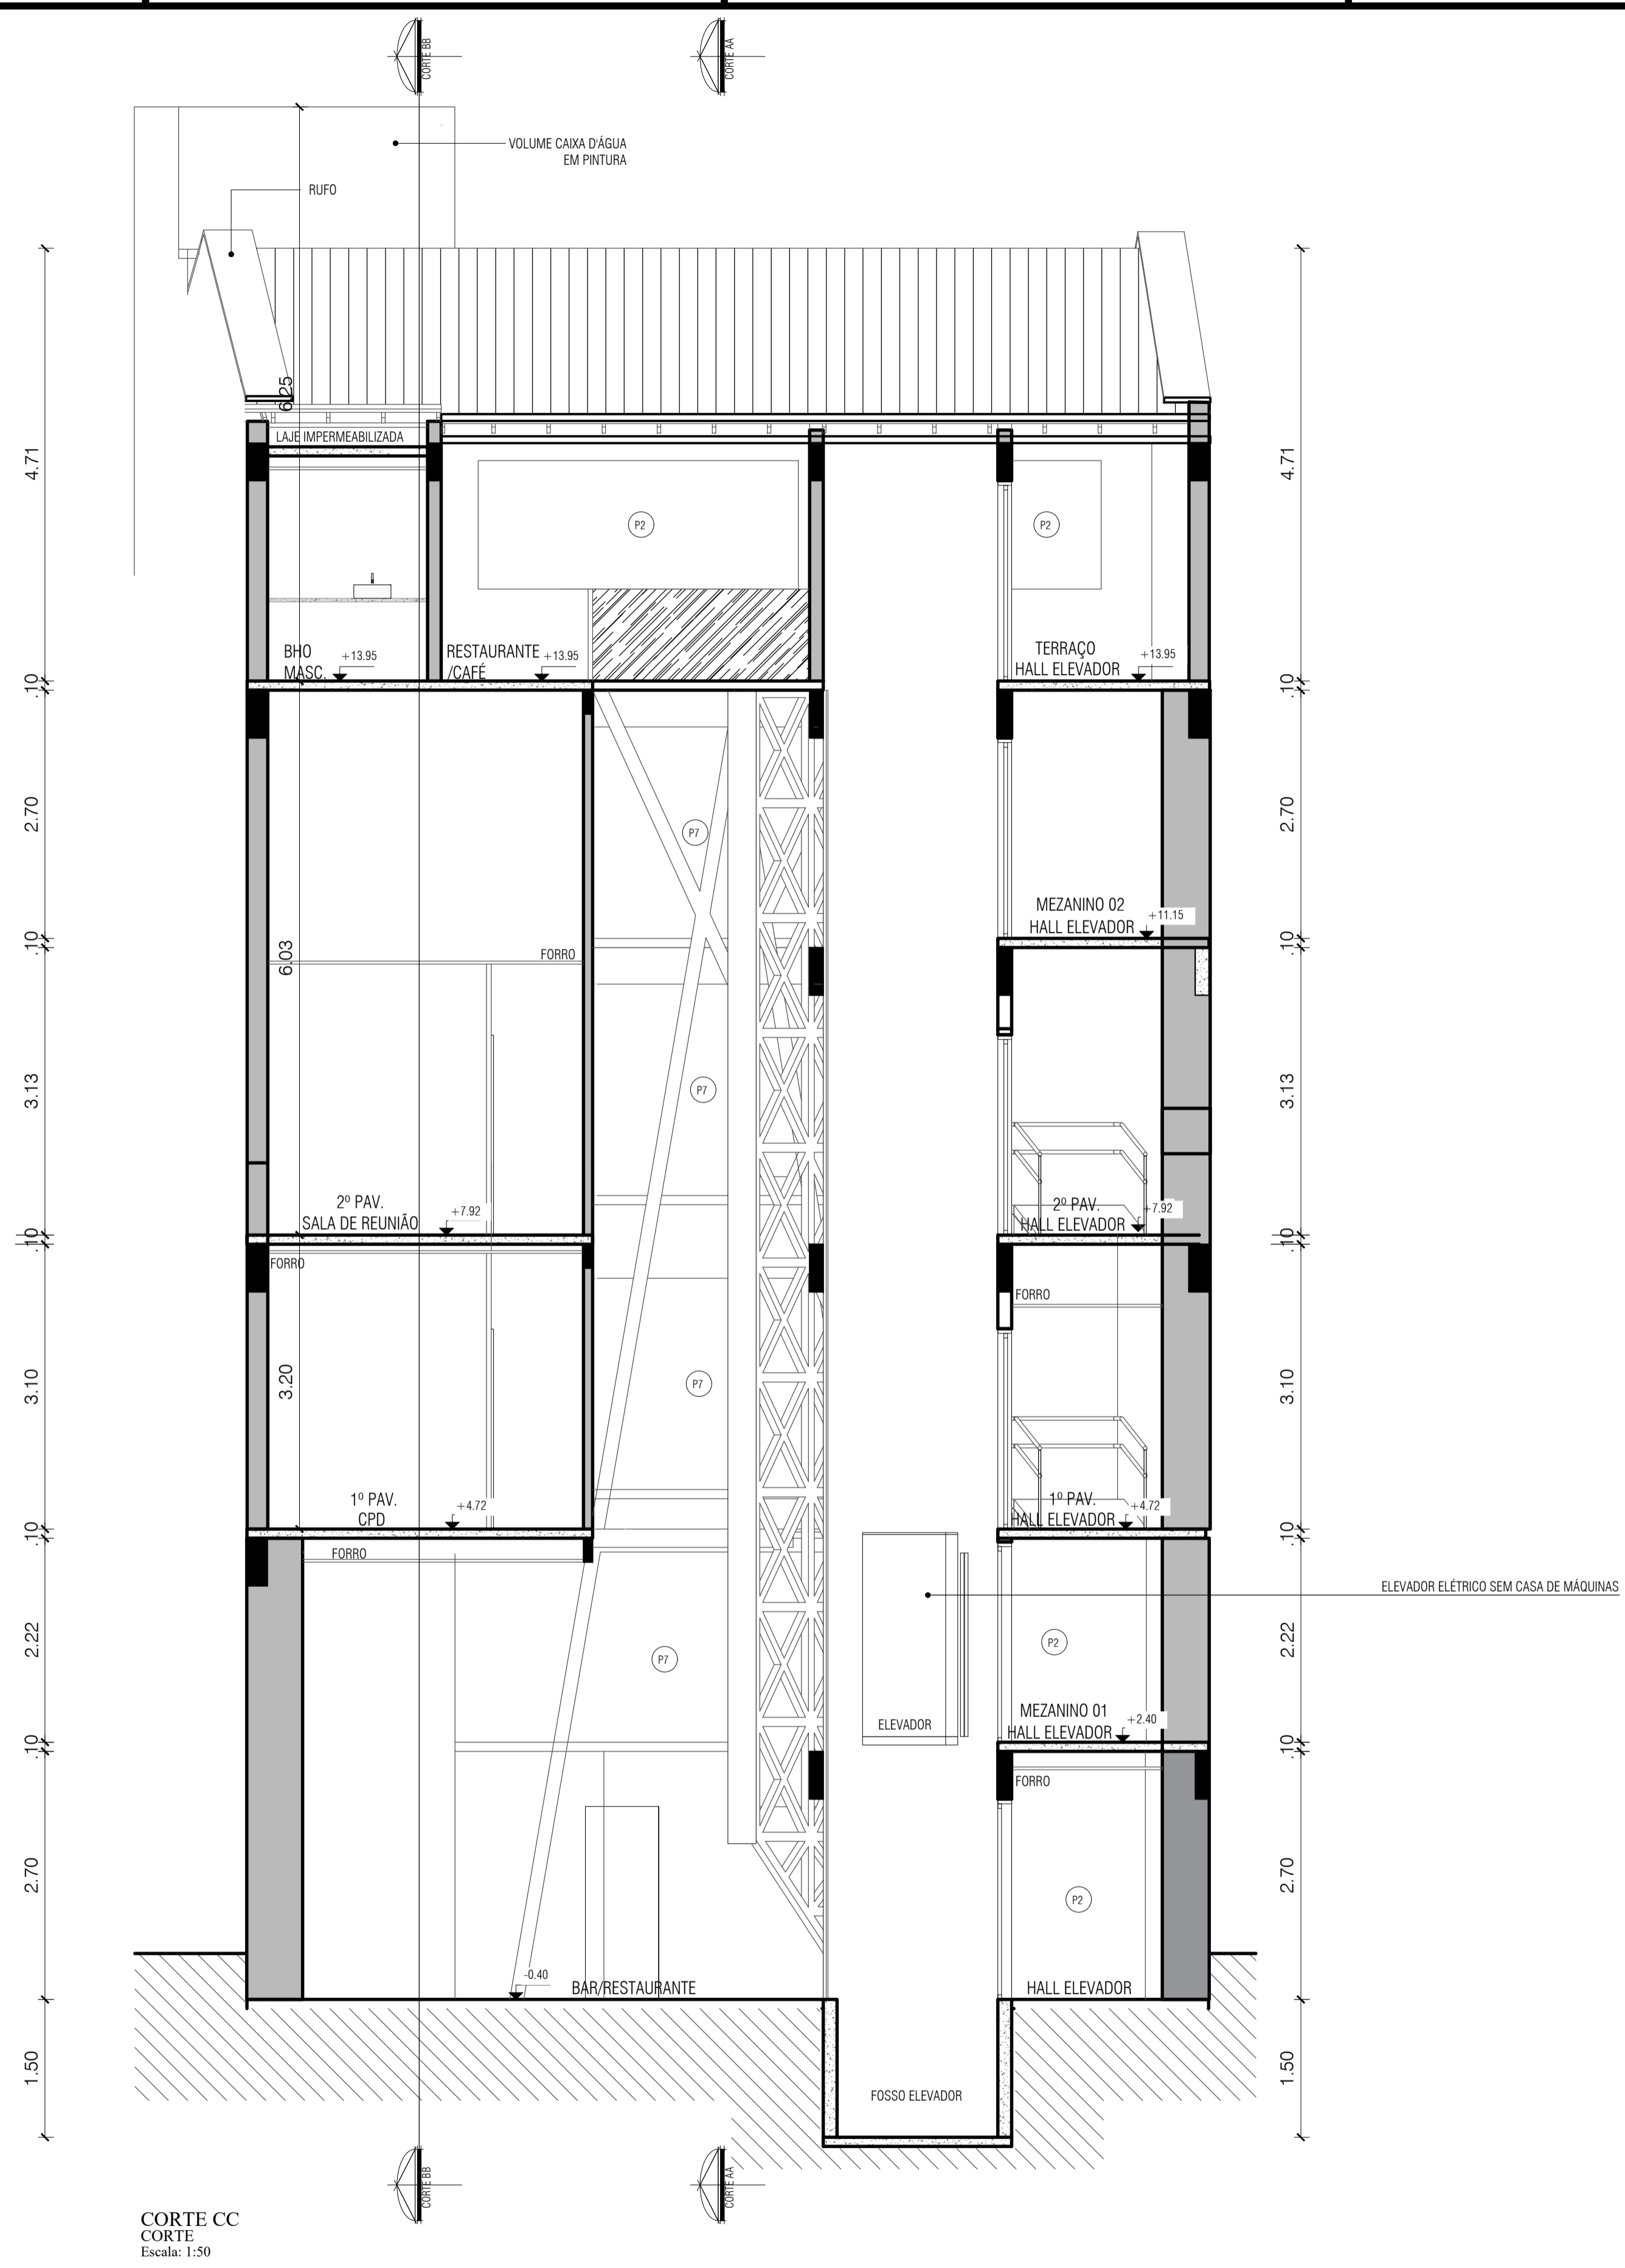 CORTE BB
CORTE AA
VOLUME CAIXA D'ÁGUA
EM PINTURA
RUFO
6.25
4.71
4.71
LAJE IMPERMEABILIZADA
P2
P2
BHO
MASC.
+13.95
RESTAURANTE
/CAFÉ
+13.95
TERRAÇO
HALL ELEVADOR
+13.95
.10
.10
2.70
2.70
P7
MEZANINO 02
HALL ELEVADOR
+11.15
.10
.10
6.03
FORRO
3.13
3.13
P7
2º PAV.
SALA DE REUNIÃO
+7.92
2º PAV.
HALL ELEVADOR
+7.92
.10
.10
FORRO
FORRO
3.10
3.20
3.10
P7
1º PAV.
CPD
+4.72
1º PAV.
HALL ELEVADOR
+4.72
.10
.10
FORRO
ELEVADOR ELÉTRICO SEM CASA DE MÁQUINAS
2.22
2.22
P7
P2
ELEVADOR
MEZANINO 01
HALL ELEVADOR
+2.40
.10
.10
FORRO
2.70
2.70
P2
-0.40
BAR/RESTAURANTE
HALL ELEVADOR
1.50
1.50
FOSSO ELEVADOR
CORTE BB
CORTE AA
CORTE CC
CORTE
Escala: 1:50